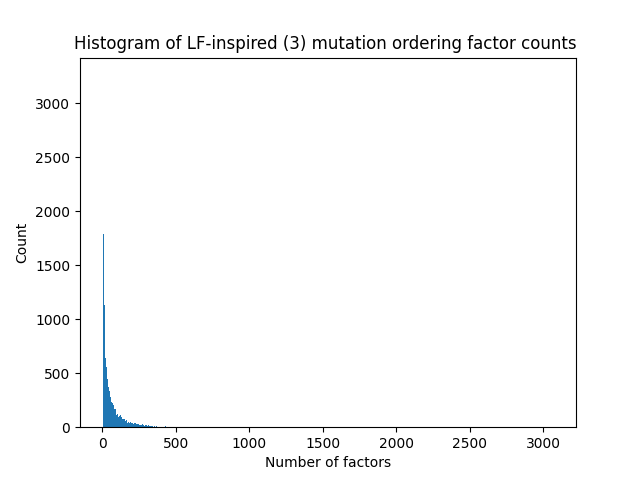 Histogram of LF-inspired (3) mutation ordering factor counts
3000
2500
2000
1500
1000
500
0
Count
0 500 1000 1500 2000 2500 3000
Number of factors